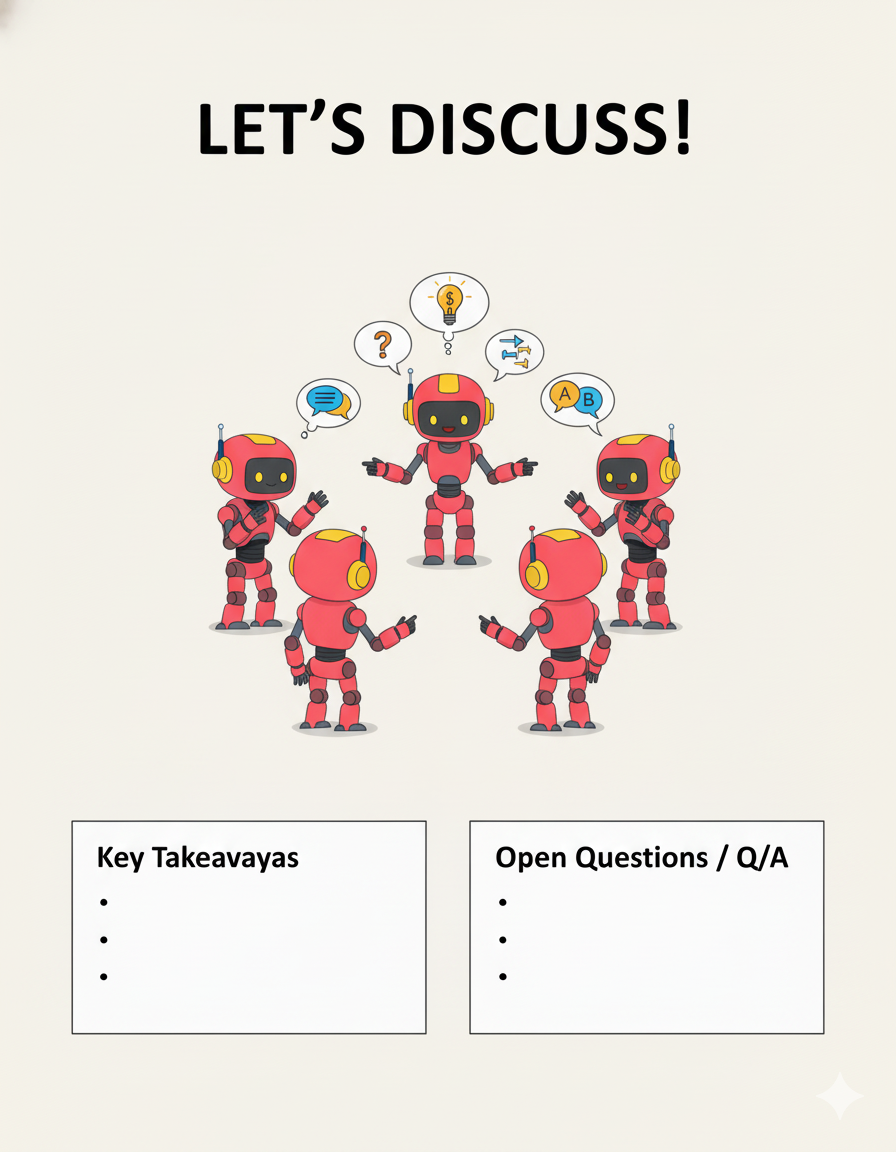 LET’S DISCUSS!
$
?
A B
Key Takeavayas
•
•
•
Open Questions / Q/A
•
•
•